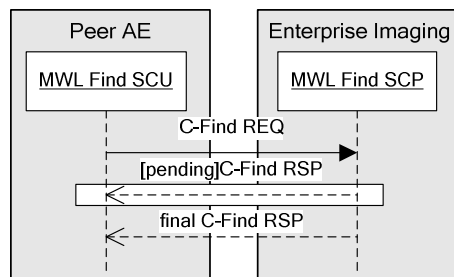 Peer AE
Enterprise Imaging
MWL Find SCU
MWL Find SCP
C-Find REQ
[pending]C-Find RSP
final C-Find RSP